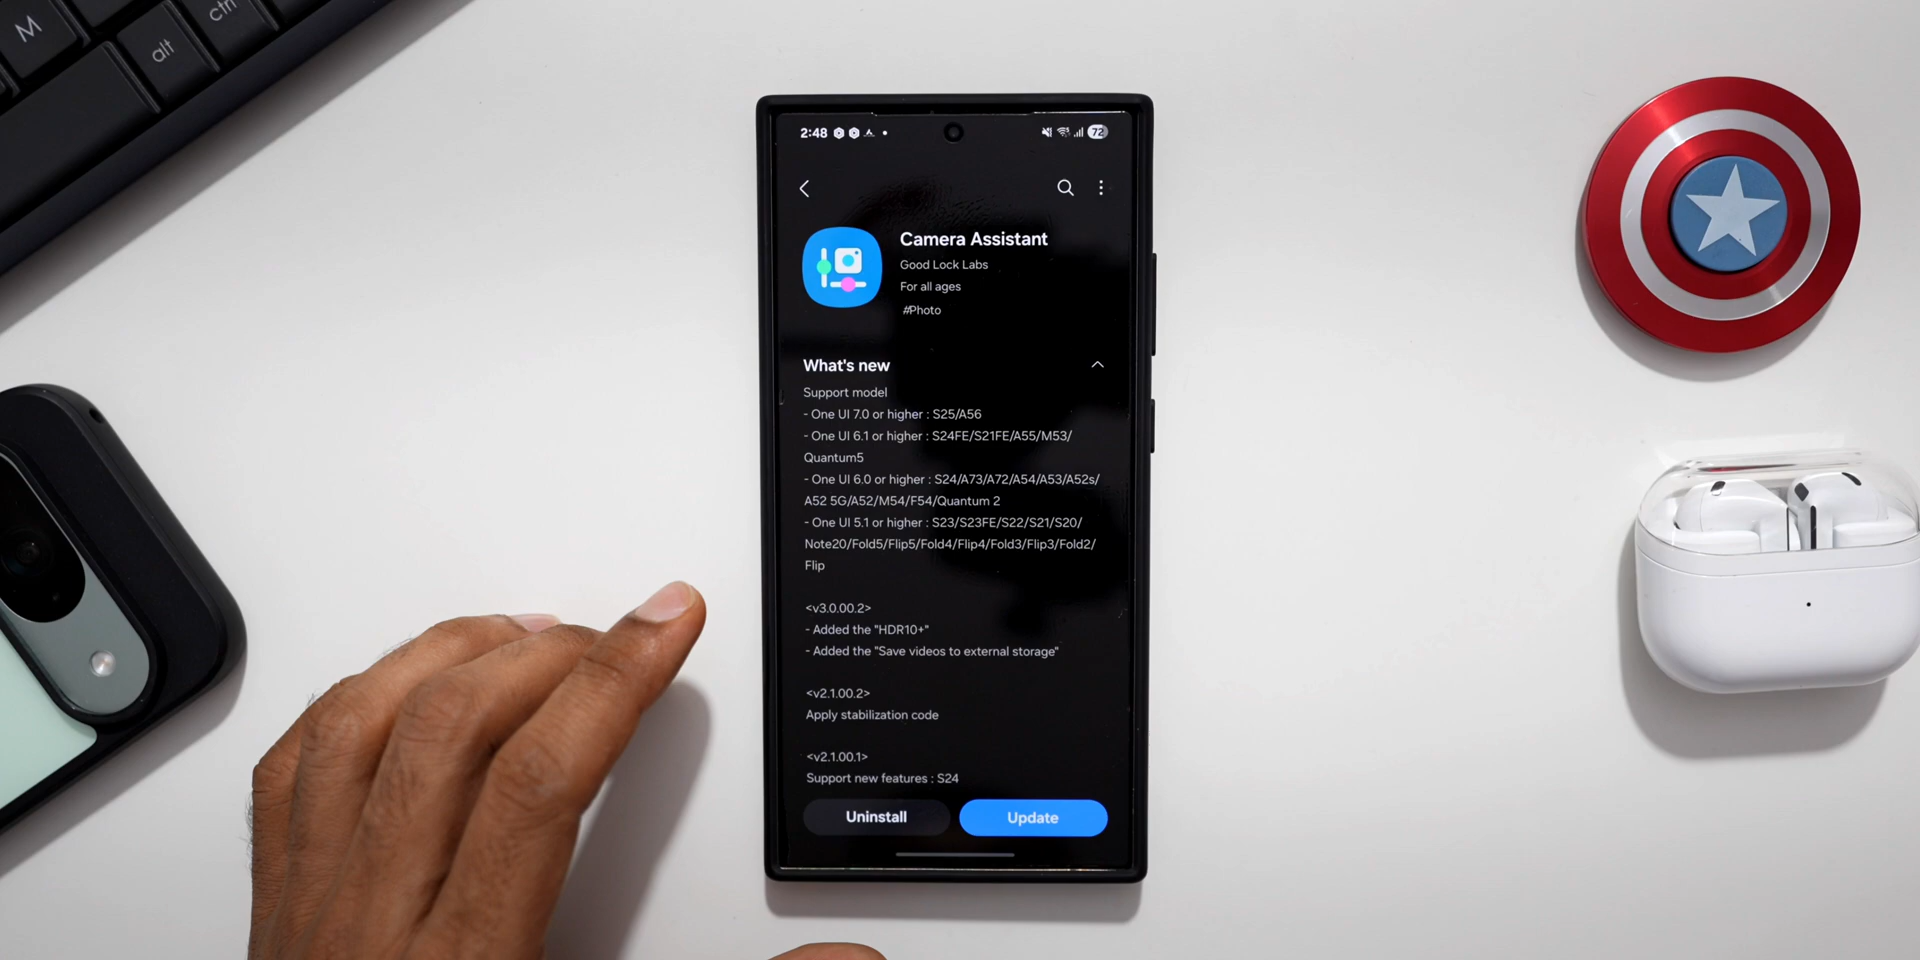 M
alt
ctrl
2:48
72
Camera Assistant
Good Lock Labs
For all ages
#Photo
What's new
Support model
- One UI 7.0 or higher : S25/A56
- One UI 6.1 or higher : S24FE/S21FE/A55/M53/
Quantum5
- One UI 6.0 or higher : S24/A73/A72/A54/A53/A52s/
A52 5G/A52/M54/F54/Quantum 2
- One UI 5.1 or higher : S23/S23FE/S22/S21/S20/
Note20/Fold5/Flip5/Fold4/Flip4/Fold3/Flip3/Fold2/
Flip
<v3.0.00.2>
- Added the "HDR10+"
- Added the "Save videos to external storage"
<v2.1.00.2>
Apply stabilization code
<v2.1.00.1>
Support new features : S24
Uninstall
Update